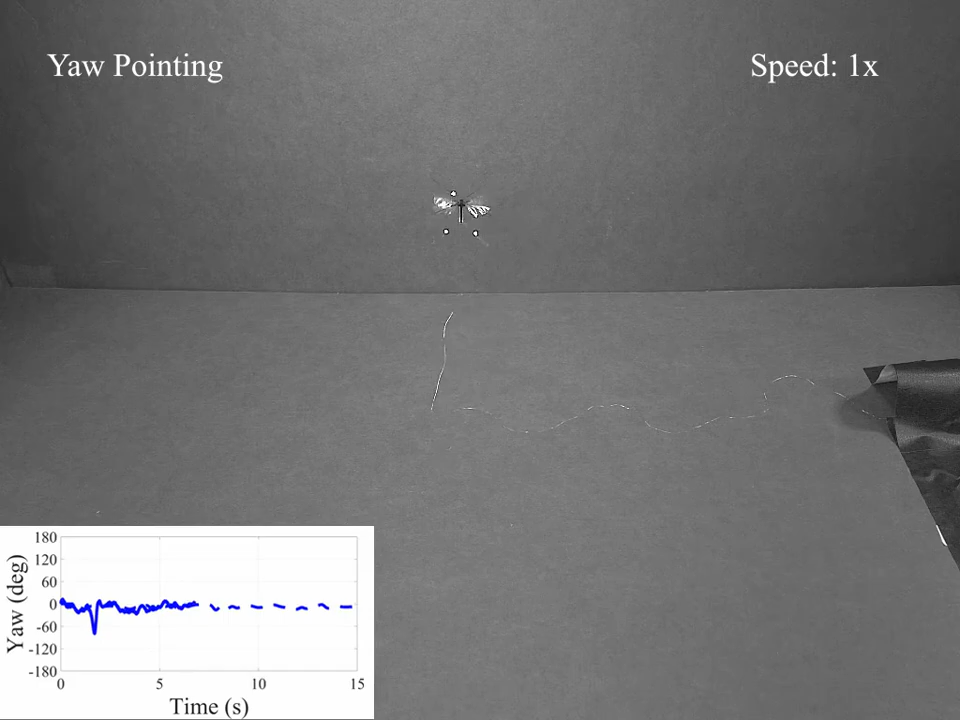 Yaw Pointing
Speed: 1x
Yaw (deg)
180
120
60
0
-60
-120
-180
0
5
10
15
Time (s)